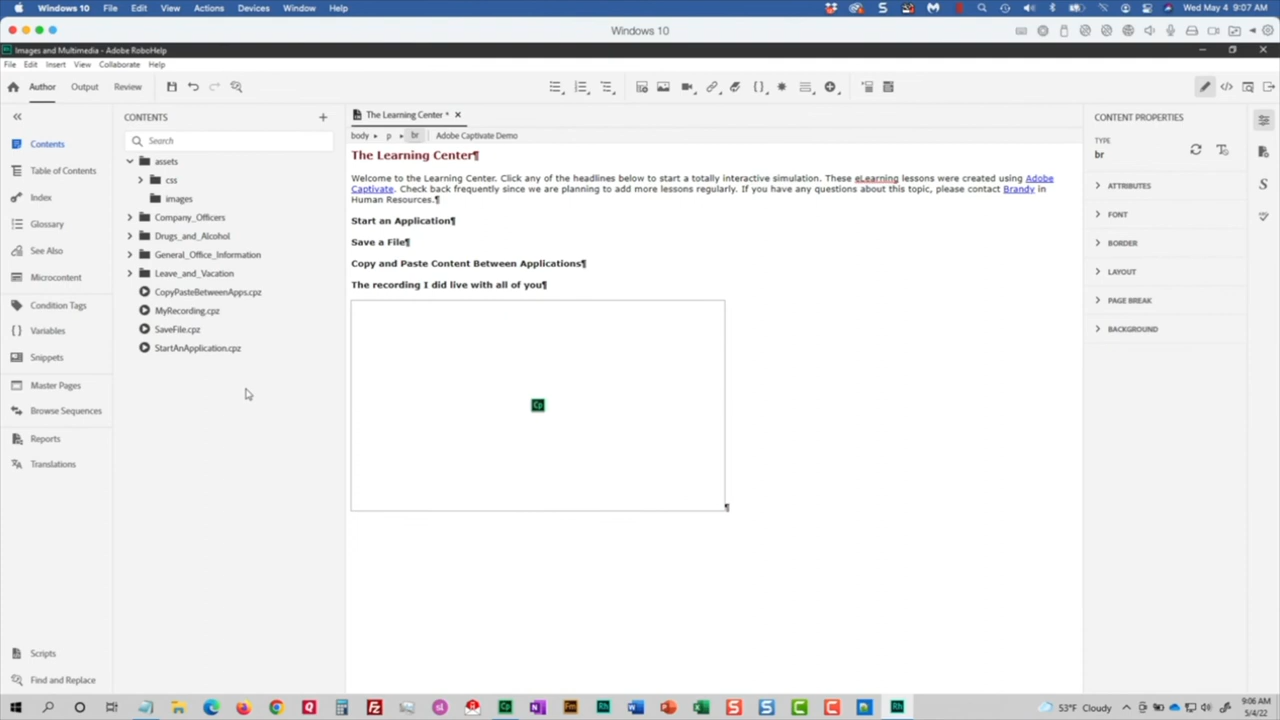 Windows 10 File Edit View Actions Devices Window Help Wed May 4 9:07 AM
Windows 10
Images and Multimedia - Adobe RoboHelp
File Edit Insert View Collaborate Help
Author Output Review
CONTENTS
Search
Contents
Table of Contents
Index
Glossary
See Also
Microcontent
Condition Tags
Variables
Snippets
Master Pages
Browse Sequences
Reports
Translations
Scripts
Find and Replace
assets
css
images
Company_Officers
Drugs_and_Alcohol
General_Office_Information
Leave_and_Vacation
CopyPasteBetweenApps.cpz
MyRecording.cpz
SaveFile.cpz
StartAnApplication.cpz
The Learning Center *
body p br Adobe Captivate Demo
The Learning Center¶
Welcome to the Learning Center. Click any of the headlines below to start a totally interactive simulation. These eLearning lessons were created using Adobe
Captivate. Check back frequently since we are planning to add more lessons regularly. If you have any questions about this topic, please contact Brandy in
Human Resources.¶
Start an Application¶
Save a File¶
Copy and Paste Content Between Applications¶
The recording I did live with all of you¶
Cp
¶
CONTENT PROPERTIES
TYPE
br
ATTRIBUTES
FONT
BORDER
LAYOUT
PAGE BREAK
BACKGROUND
53°F Cloudy
9:06 AM
5/4/22